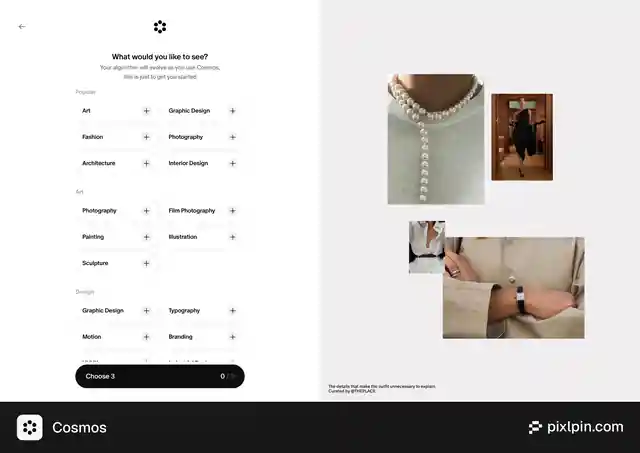 What would you like to see?
Your algorithm will evolve as you use Cosmos,
this is just to get you started
Popular
Art
Graphic Design
Fashion
Photography
Architecture
Interior Design
Art
Photography
Film Photography
Painting
Illustration
Sculpture
Design
Graphic Design
Typography
Motion
Branding
Choose 3
0 /
The details that make the outfit unnecessary to explain.
Curated by @THEPLACE
Cosmos
pixlpin.com